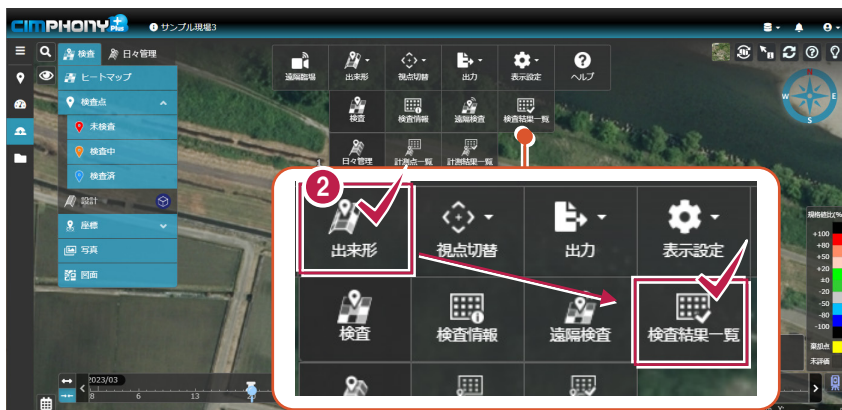 CIMPHONY Plus
サンプル現場3
検査
日々管理
ヒートマップ
検査点
未検査
検査中
検査済
設計
座標
写真
図面
遠隔臨場
出来形
視点切替
出力
表示設定
ヘルプ
検査
検査情報
遠隔検査
検査結果一覧
日々管理
計測点一覧
計測結果一覧
W
E
S
2
出来形
視点切替
出力
表示設定
検査
検査情報
遠隔検査
検査結果一覧
規格値比(%
+100
+80
+50
+20
±0
-20
-50
-80
-100
棄却点
未評価
2023/03
6
13